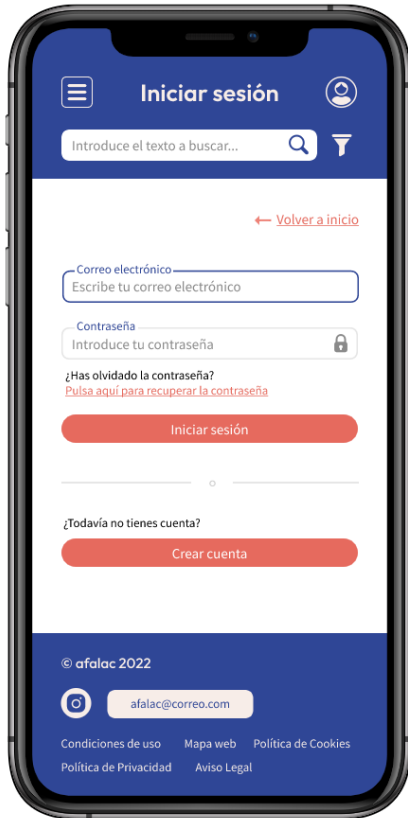 Iniciar sesión
Introduce el texto a buscar...
Volver a inicio
Correo electrónico
Escribe tu correo electrónico
Contraseña
Introduce tu contraseña
¿Has olvidado la contraseña?
Pulsa aquí para recuperar la contraseña
Iniciar sesión
o
¿Todavía no tienes cuenta?
Crear cuenta
© afalac 2022
afalac@correo.com
Condiciones de uso Mapa web Política de Cookies
Política de Privacidad Aviso Legal